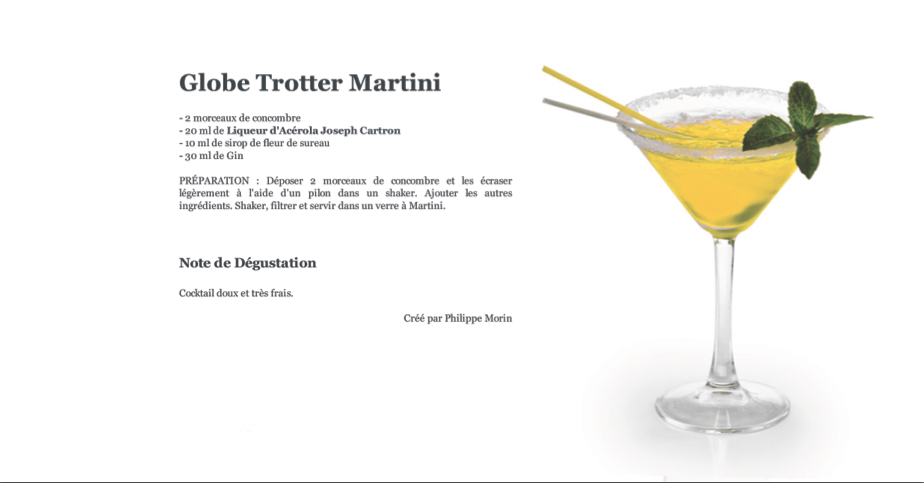 Globe Trotter Martini
- 2 morceaux de concombre
- 20 ml de Liqueur d'Acérola Joseph Cartron
- 10 ml de sirop de fleur de sureau
- 30 ml de Gin
PRÉPARATION : Déposer 2 morceaux de concombre et les écraser
légèrement à l'aide d'un pilon dans un shaker. Ajouter les autres
ingrédients. Shaker, filtrer et servir dans un verre à Martini.
Note de Dégustation
Cocktail doux et très frais.
Créé par Philippe Morin